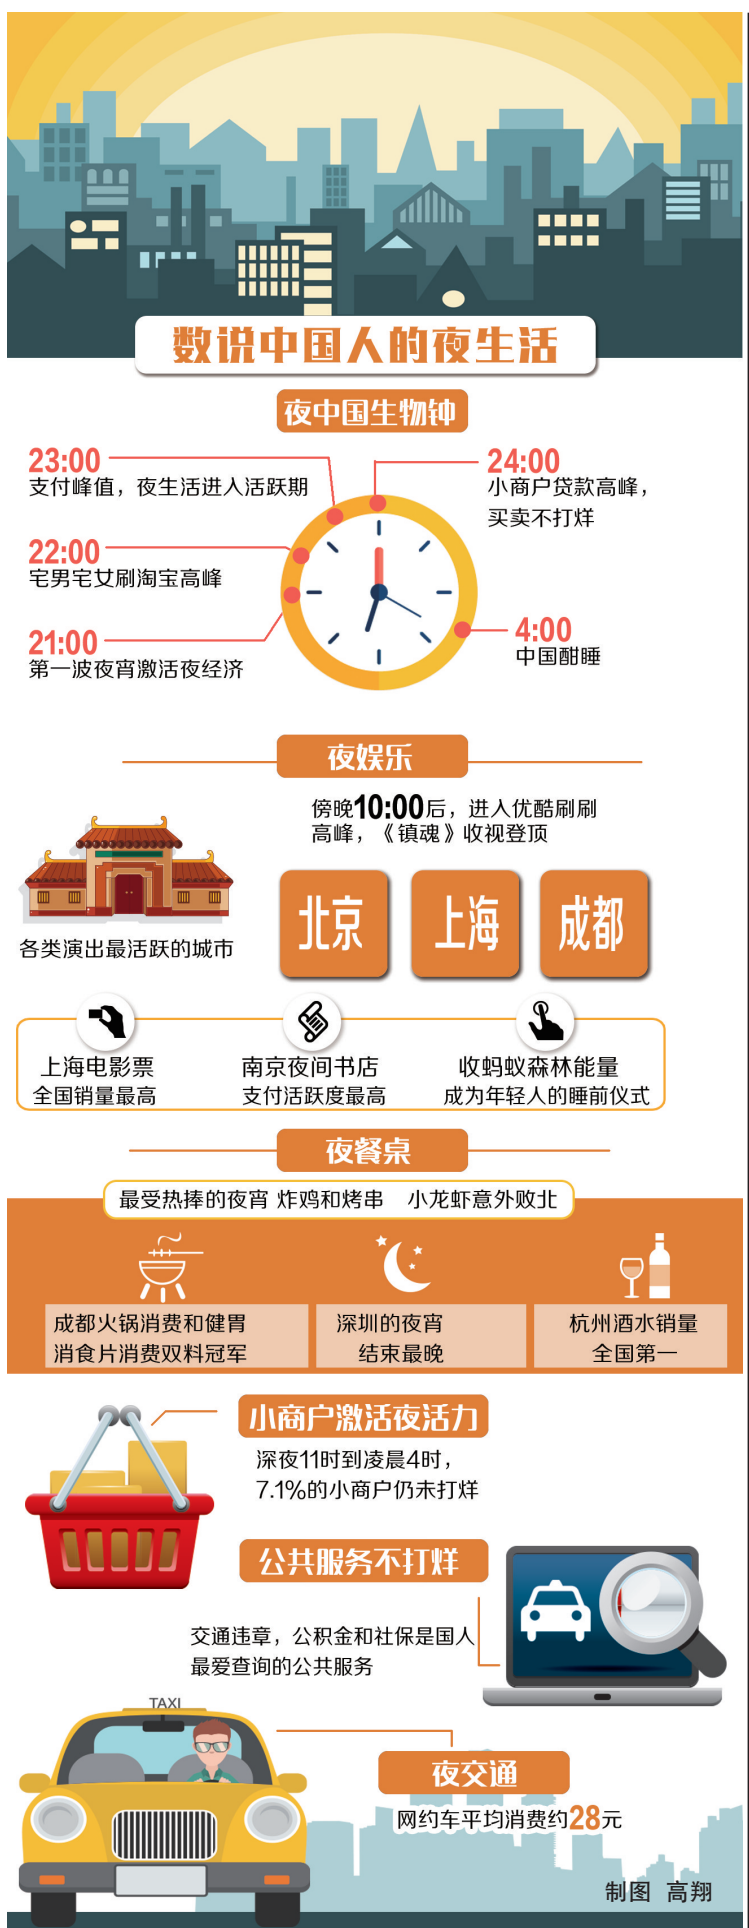 数说中国人的夜生活
夜中国生物钟
23:00
支付峰值，夜生活进入活跃期
22:00
宅男宅女刷淘宝高峰
21:00
第一波夜宵激活夜经济
24:00
小商户贷款高峰，
买卖不打烊
4:00
中国酣睡
夜娱乐
傍晚10:00后，进入优酷刷刷
高峰，《镇魂》收视登顶
各类演出最活跃的城市
北京
上海
成都
上海电影票
全国销量最高
南京夜间书店
支付活跃度最高
收蚂蚁森林能量
成为年轻人的睡前仪式
夜餐桌
最受热捧的夜宵 炸鸡和烤串 小龙虾意外败北
成都火锅消费和健胃
消食片消费双料冠军
深圳的夜宵
结束最晚
杭州酒水销量
全国第一
小商户激活夜活力
深夜11时到凌晨4时，
7.1%的小商户仍未打烊
公共服务不打烊
交通违章，公积金和社保是国人
最爱查询的公共服务
TAXI
夜交通
网约车平均消费约28元
制图 高翔